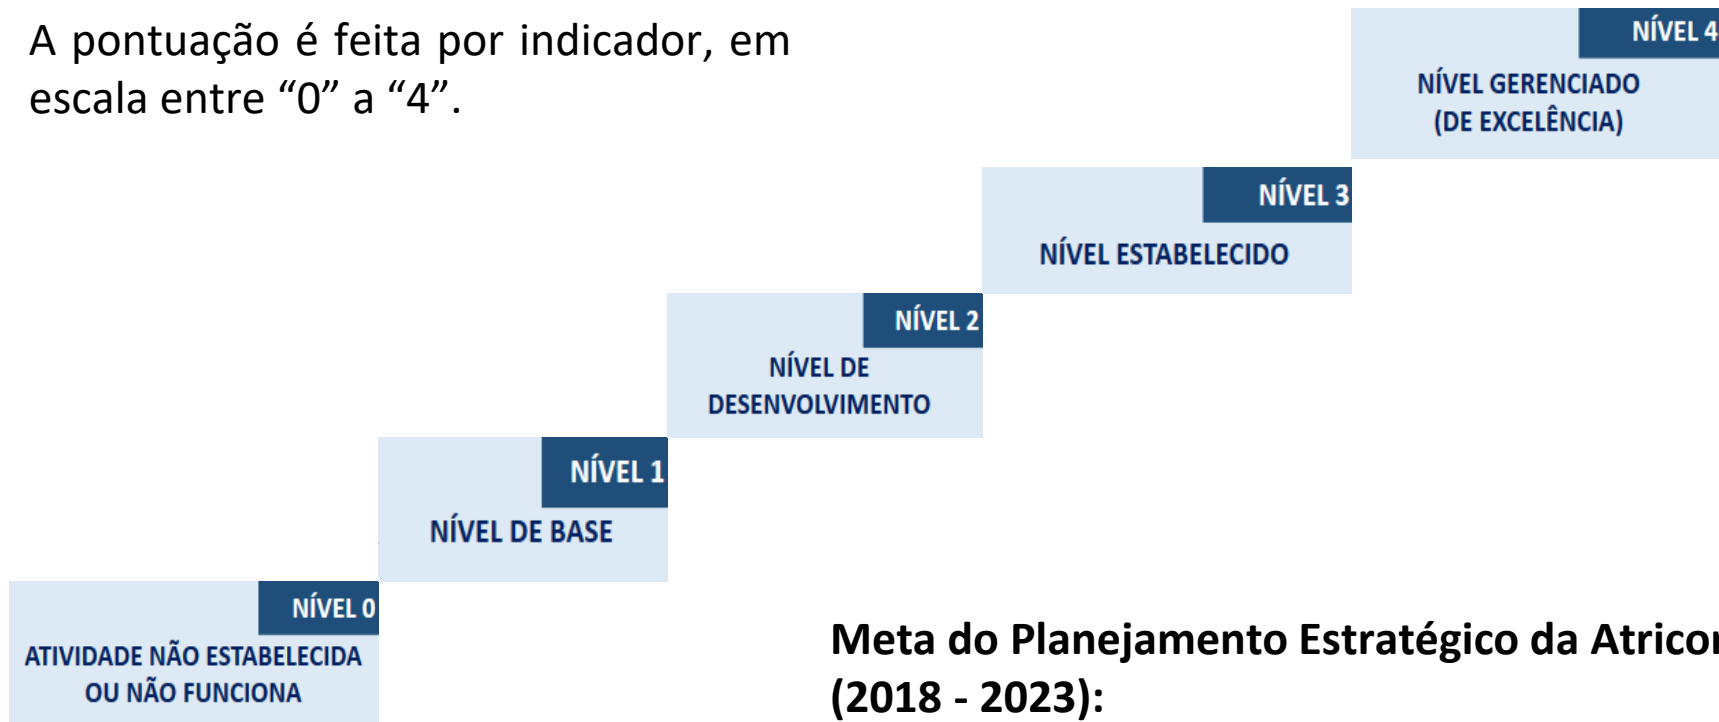 A pontuação é feita por indicador, em
escala entre “0” a “4”.
NÍVEL 4
NÍVEL GERENCIADO
(DE EXCELÊNCIA)
NÍVEL 3
NÍVEL ESTABELECIDO
NÍVEL 2
NÍVEL DE
DESENVOLVIMENTO
NÍVEL 1
NÍVEL DE BASE
NÍVEL 0
ATIVIDADE NÃO ESTABELECIDA
OU NÃO FUNCIONA
Meta do Planejamento Estratégico da
(2018 - 2023):